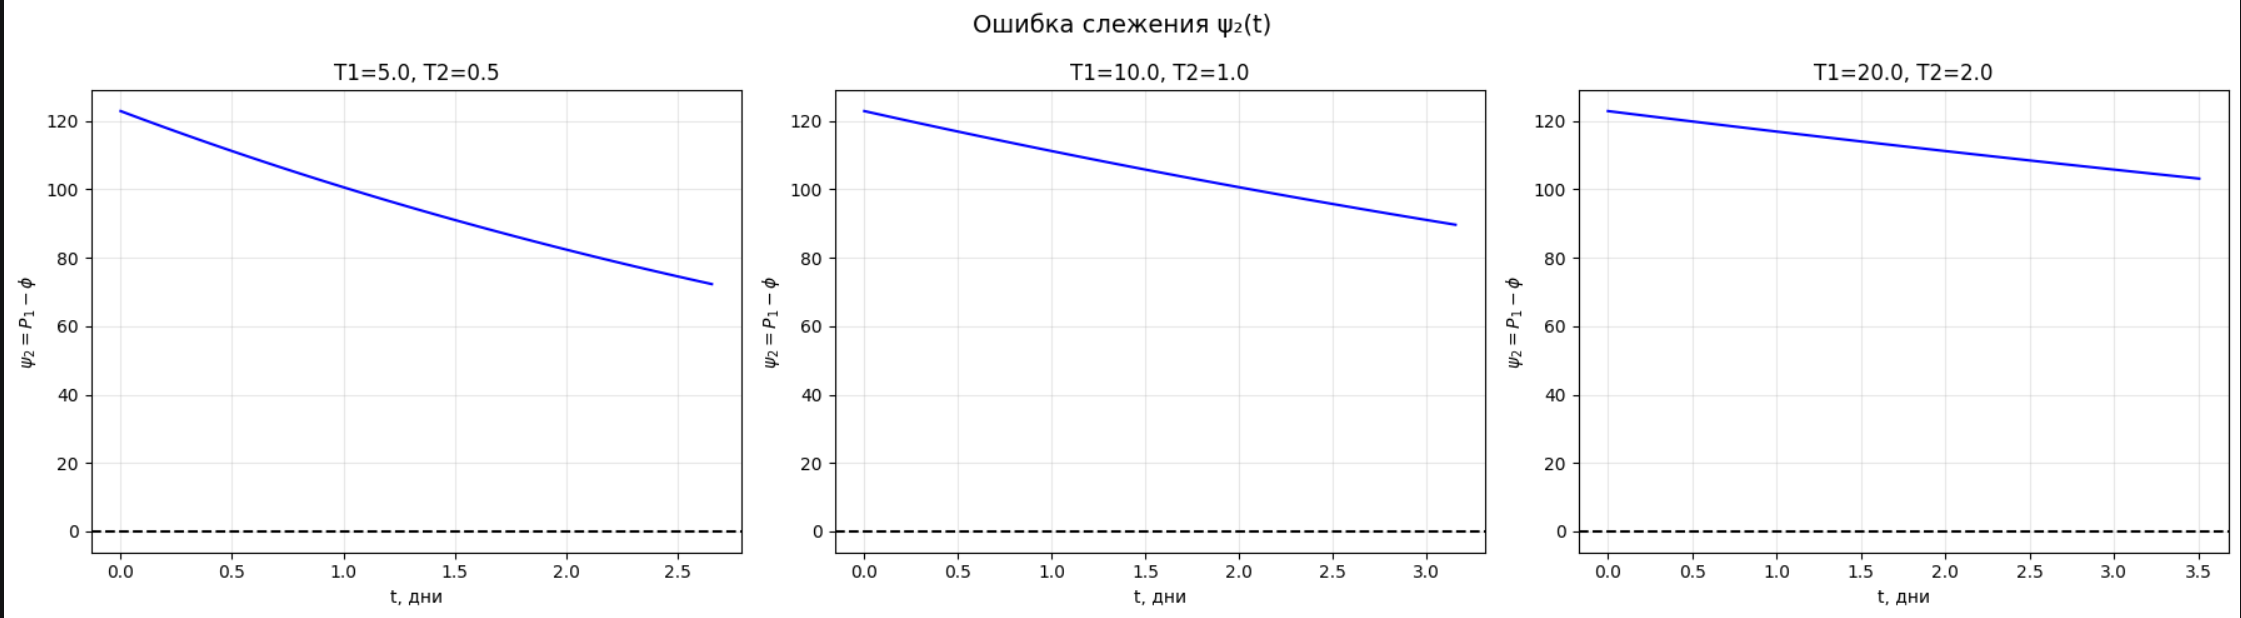 Ошибка слежения ψ₂(t)
T1=5.0, T2=0.5
120
100
80
60
40
20
0
ψ₂ = P₁ − ϕ
0.0 0.5 1.0 1.5 2.0 2.5
t, дни
T1=10.0, T2=1.0
120
100
80
60
40
20
0
ψ₂ = P₁ − ϕ
0.0 0.5 1.0 1.5 2.0 2.5 3.0
t, дни
T1=20.0, T2=2.0
120
100
80
60
40
20
0
ψ₂ = P₁ − ϕ
0.0 0.5 1.0 1.5 2.0 2.5 3.0 3.5
t, дни